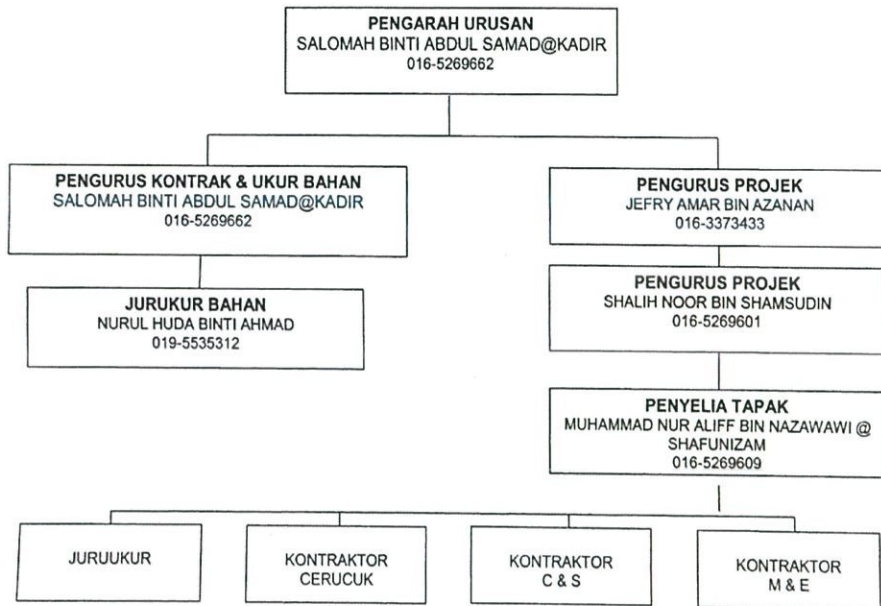 PENGARAH URUSAN
SALOMAH BINTI ABDUL SAMAD@KADIR
016-5269662
PENGURUS KONTRAK & UKUR BAHAN
SALOMAH BINTI ABDUL SAMAD@KADIR
016-5269662
JURUKUR BAHAN
NURUL HUDA BINTI AHMAD
019-5535312
PENGURUS PROJEK
JEFRY AMAR BIN AZANAN
016-3373433
PENGURUS PROJEK
SHALIH NOOR BIN SHAMSUDIN
016-5269601
PENYELIA TAPAK
MUHAMMAD NUR ALIFF BIN NAZAWAWI @
SHAFUNIZAM
016-5269609
JURUUKUR
KONTRAKTOR
CERUCUK
KONTRAKTOR
C & S
KONTRAKTOR
M & E